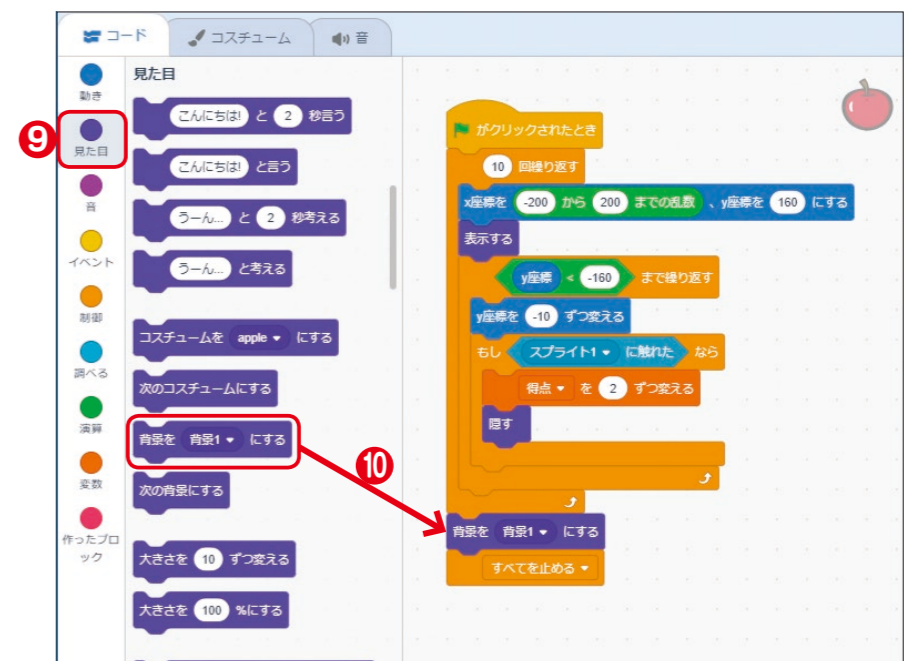 コード
コスチューム
音
動き
見た目
音
イベント
制御
調べる
演算
変数
作ったブロ
ック
❾
見た目
こんにちは! と 2 秒言う
こんにちは! と言う
うーん... と 2 秒考える
うーん... と考える
コスチュームを apple にする
次のコスチュームにする
背景を 背景1 にする
次の背景にする
大きさを 10 ずつ変える
大きさを 100 %にする
❿
がクリックされたとき
10 回繰り返す
x座標を -200 から 200 までの乱数 、y座標を 160 にする
表示する
y座標 < -160 まで繰り返す
y座標を -10 ずつ変える
もし スプライト1 に触れた なら
得点 を 2 ずつ変える
隠す
背景を 背景1 にする
すべてを止める